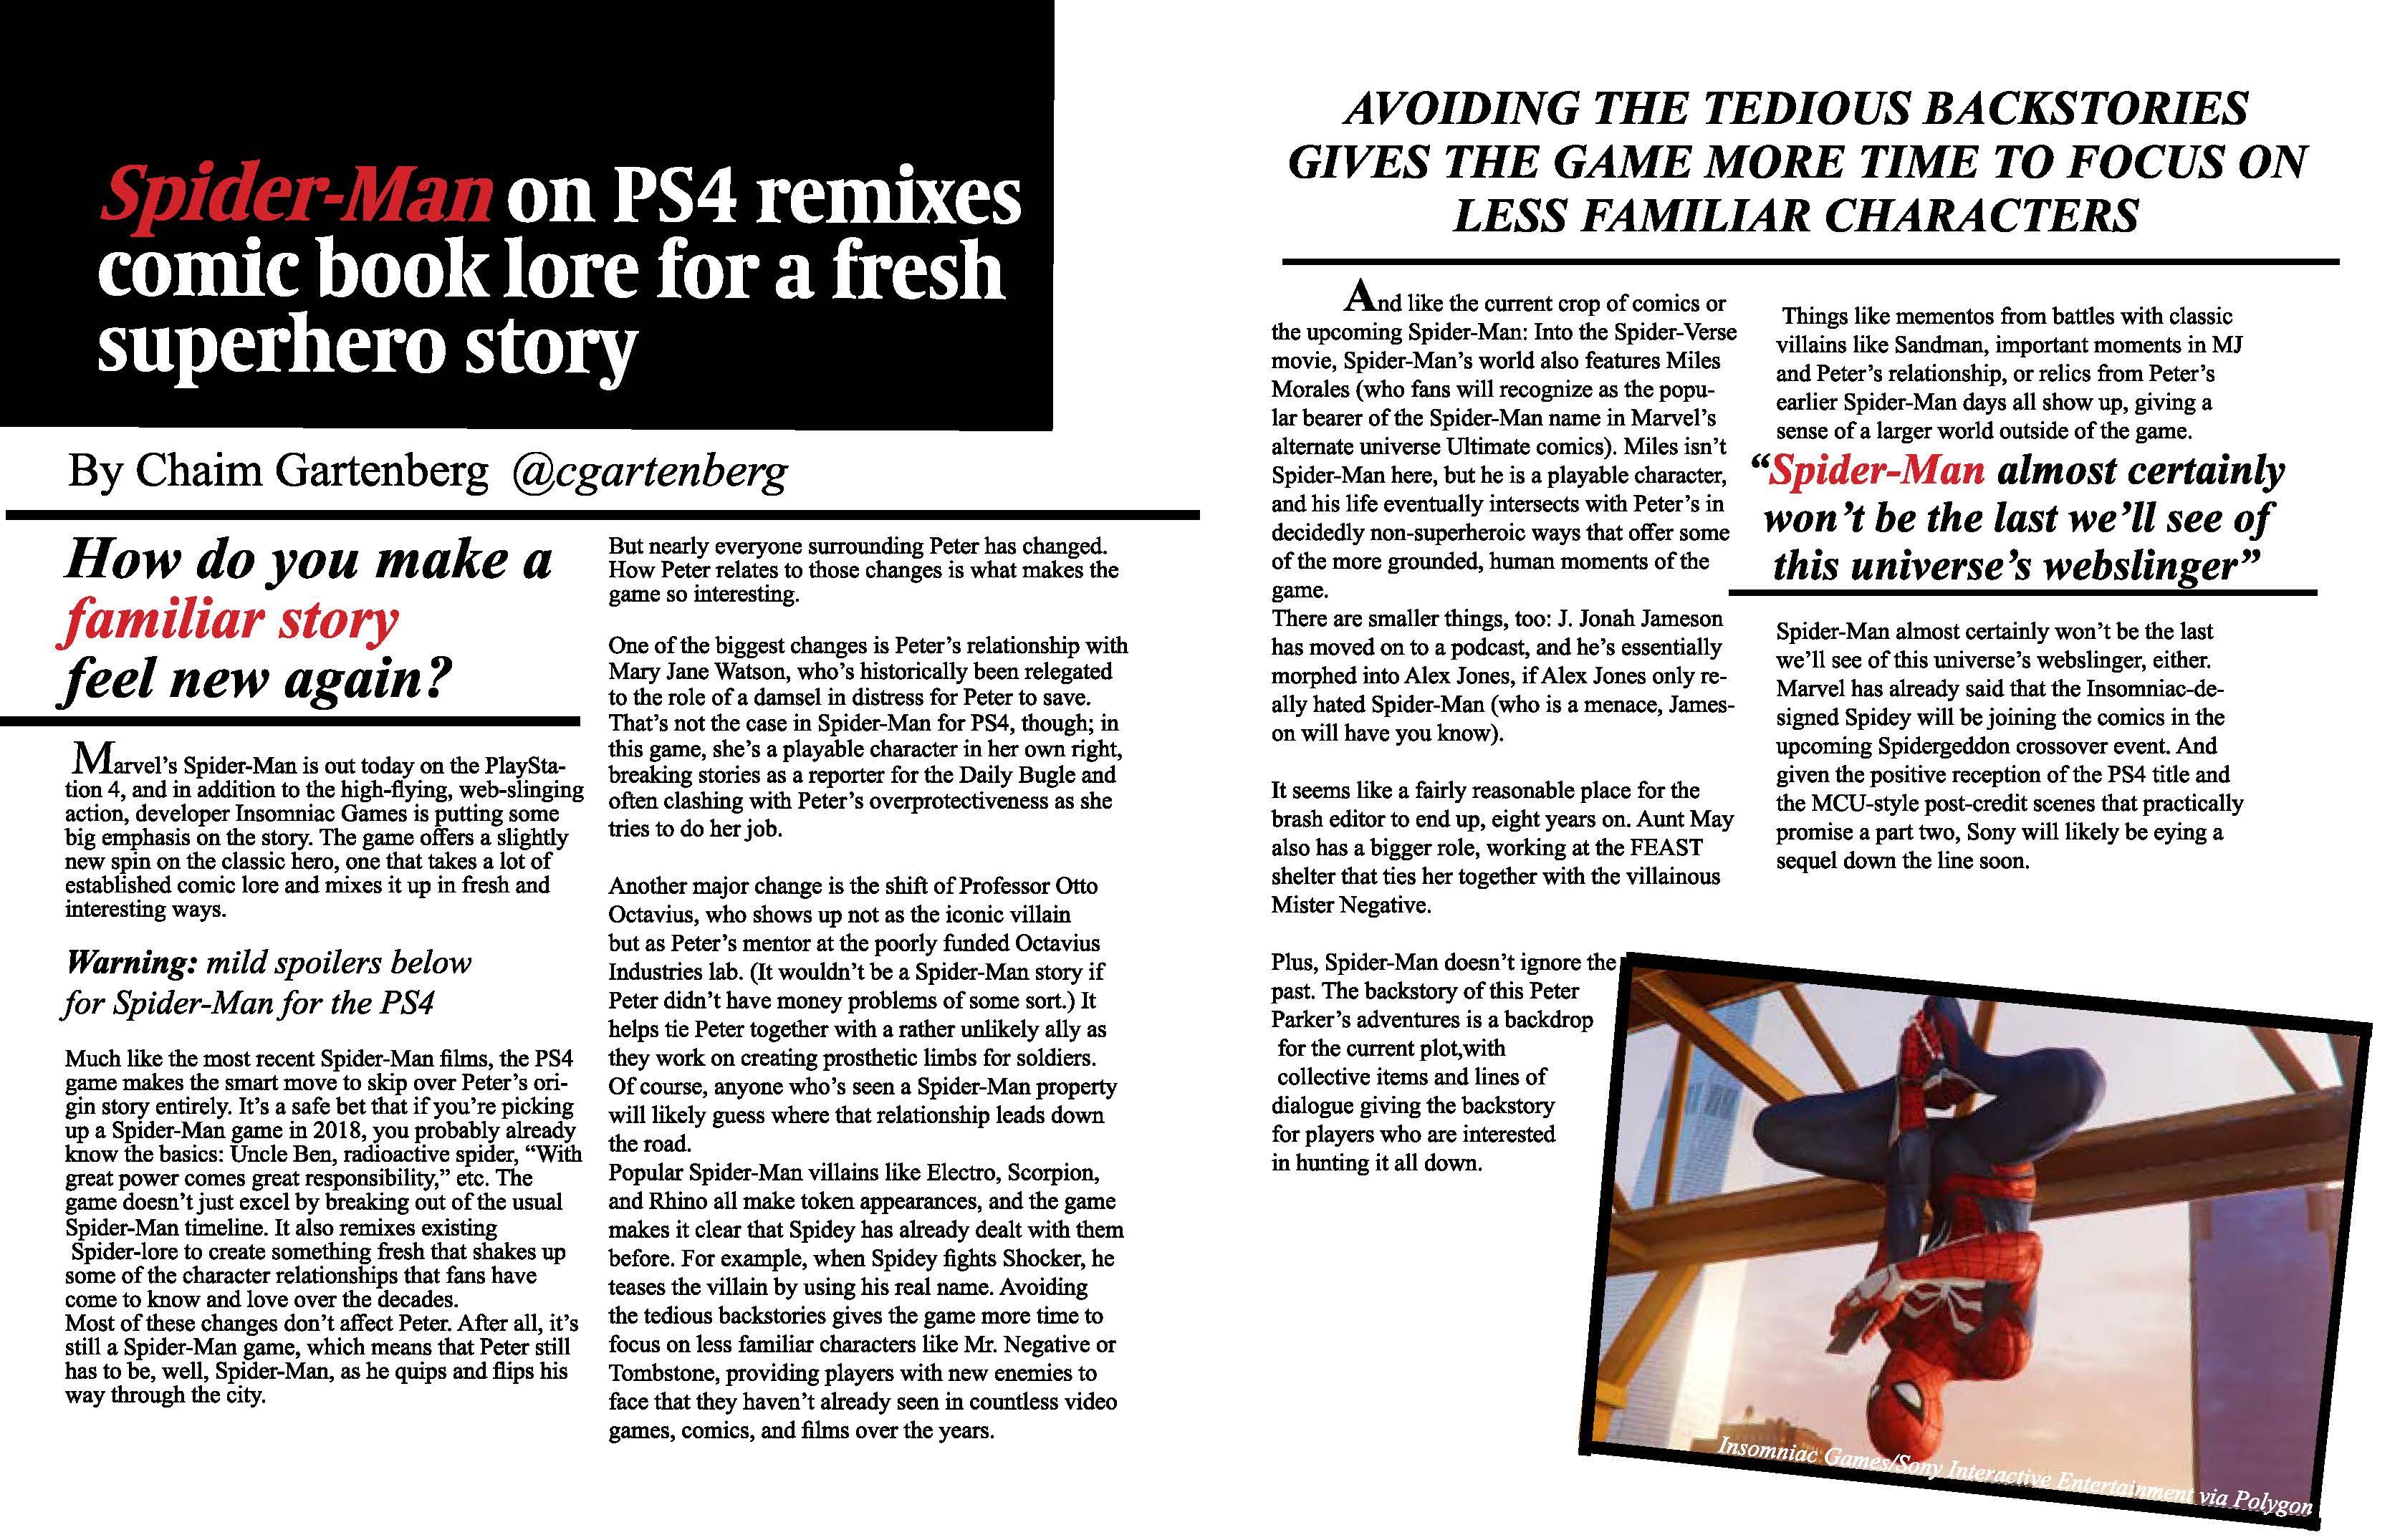 Spider-Man on PS4 remixes
comic book lore for a fresh
superhero story
By Chaim Gartenberg @cgartenberg
How do you make a
familiar story
feel new again?
Marvel's Spider-Man is out today on the PlaySta-
tion 4, and in addition to the high-flying, web-slinging
action, developer Insomniac Games is putting some
big emphasis on the story. The game offers a slightly
new spin on the classic hero, one that takes a lot of
established comic lore and mixes it up in fresh and
interesting ways.
Warning: mild spoilers below
for Spider-Man for the PS4
Much like the most recent Spider-Man films, the PS4
game makes the smart move to skip over Peter's ori-
gin story entirely. It's a safe bet that if you're picking
up a Spider-Man game in 2018, you probably already
know the basics: Uncle Ben, radioactive spider, “With
great power comes great responsibility,” etc. The
game doesn't just excel by breaking out of the usual
Spider-Man timeline. It also remixes existing
Spider-lore to create something fresh that shakes up
some of the character relationships that fans have
come to know and love over the decades.
Most of these changes don't affect Peter. After all, it's
still a Spider-Man game, which means that Peter still
has to be, well, Spider-Man, as he quips and flips his
way through the city.
But nearly everyone surrounding Peter has changed.
How Peter relates to those changes is what makes the
game so interesting.
One of the biggest changes is Peter's relationship with
Mary Jane Watson, who's historically been relegated
to the role of a damsel in distress for Peter to save.
That's not the case in Spider-Man for PS4, though; in
this game, she's a playable character in her own right,
breaking stories as a reporter for the Daily Bugle and
often clashing with Peter's overprotectiveness as she
tries to do her job.
Another major change is the shift of Professor Otto
Octavius, who shows up not as the iconic villain
but as Peter's mentor at the poorly funded Octavius
Industries lab. (It wouldn't be a Spider-Man story if
Peter didn't have money problems of some sort.) It
helps tie Peter together with a rather unlikely ally as
they work on creating prosthetic limbs for soldiers.
Of course, anyone who's seen a Spider-Man property
will likely guess where that relationship leads down
the road.
Popular Spider-Man villains like Electro, Scorpion,
and Rhino all make token appearances, and the game
makes it clear that Spidey has already dealt with them
before. For example, when Spidey fights Shocker, he
teases the villain by using his real name. Avoiding
the tedious backstories gives the game more time to
focus on less familiar characters like Mr. Negative or
Tombstone, providing players with new enemies to
face that they haven't already seen in countless video
games, comics, and films over the years.
AVOIDING THE TEDIOUS BACKSTORIES
GIVES THE GAME MORE TIME TO FOCUS ON
LESS FAMILIAR CHARACTERS
And like the current crop of comics or
the upcoming Spider-Man: Into the Spider-Verse
movie, Spider-Man's world also features Miles
Morales (who fans will recognize as the popu-
lar bearer of the Spider-Man name in Marvel's
alternate universe Ultimate comics). Miles isn't
Spider-Man here, but he is a playable character,
and his life eventually intersects with Peter's in
decidedly non-superheroic ways that offer some
of the more grounded, human moments of the
game.
There are smaller things, too: J. Jonah Jameson
has moved on to a podcast, and he's essentially
morphed into Alex Jones, if Alex Jones only re-
ally hated Spider-Man (who is a menace, James-
on will have you know).
It seems like a fairly reasonable place for the
brash editor to end up, eight years on. Aunt May
also has a bigger role, working at the FEAST
shelter that ties her together with the villainous
Mister Negative.
Plus, Spider-Man doesn't ignore the
past. The backstory of this Peter
Parker's adventures is a backdrop
for the current plot,with
collective items and lines of
dialogue giving the backstory
for players who are interested
in hunting it all down.
Things like mementos from battles with classic
villains like Sandman, important moments in MJ
and Peter's relationship, or relics from Peter's
earlier Spider-Man days all show up, giving a
sense of a larger world outside of the game.
“Spider-Man almost certainly
won't be the last we'll see of
this universe's webslinger”
Spider-Man almost certainly won't be the last
we'll see of this universe's webslinger, either.
Marvel has already said that the Insomniac-de-
signed Spidey will be joining the comics in the
upcoming Spidergeddon crossover event. And
given the positive reception of the PS4 title and
the MCU-style post-credit scenes that practically
promise a part two, Sony will likely be eying a
sequel down the line soon.
Insomniac Games/Sony Interactive Entertainment via Polygon